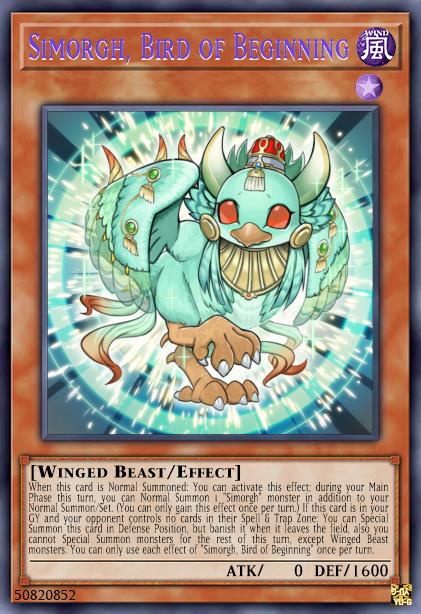 Simorgh, Bird of Beginning
WIND
風
[Winged Beast/Effect]
When this card is Normal Summoned: You can activate this effect; during your Main
Phase this turn, you can Normal Summon 1 "Simorgh" monster in addition to your
Normal Summon/Set. (You can only gain this effect once per turn.) If this card is in your
GY and your opponent controls no cards in their Spell & Trap Zone: You can Special
Summon this card in Defense Position, but banish it when it leaves the field, also you
cannot Special Summon monsters for the rest of this turn, except Winged Beast
monsters. You can only use each effect of "Simorgh, Bird of Beginning" once per turn.
ATK/ 0 DEF/1600
50820852